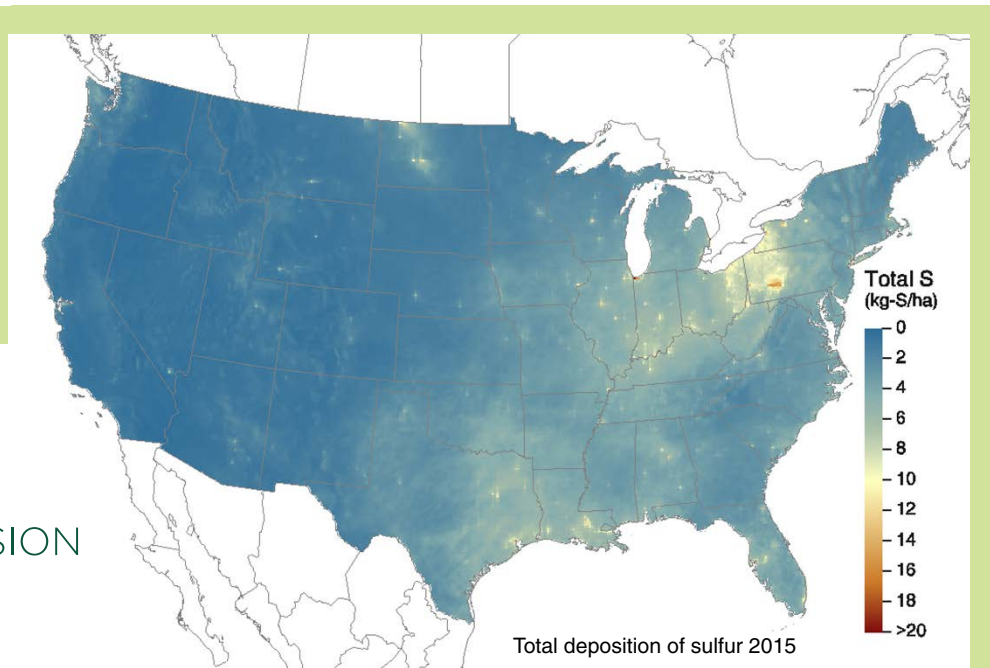 Total S
(kg-S/ha)
0
2
4
6
8
10
12
14
16
18
>20
SION
Total deposition of sulfur 2015